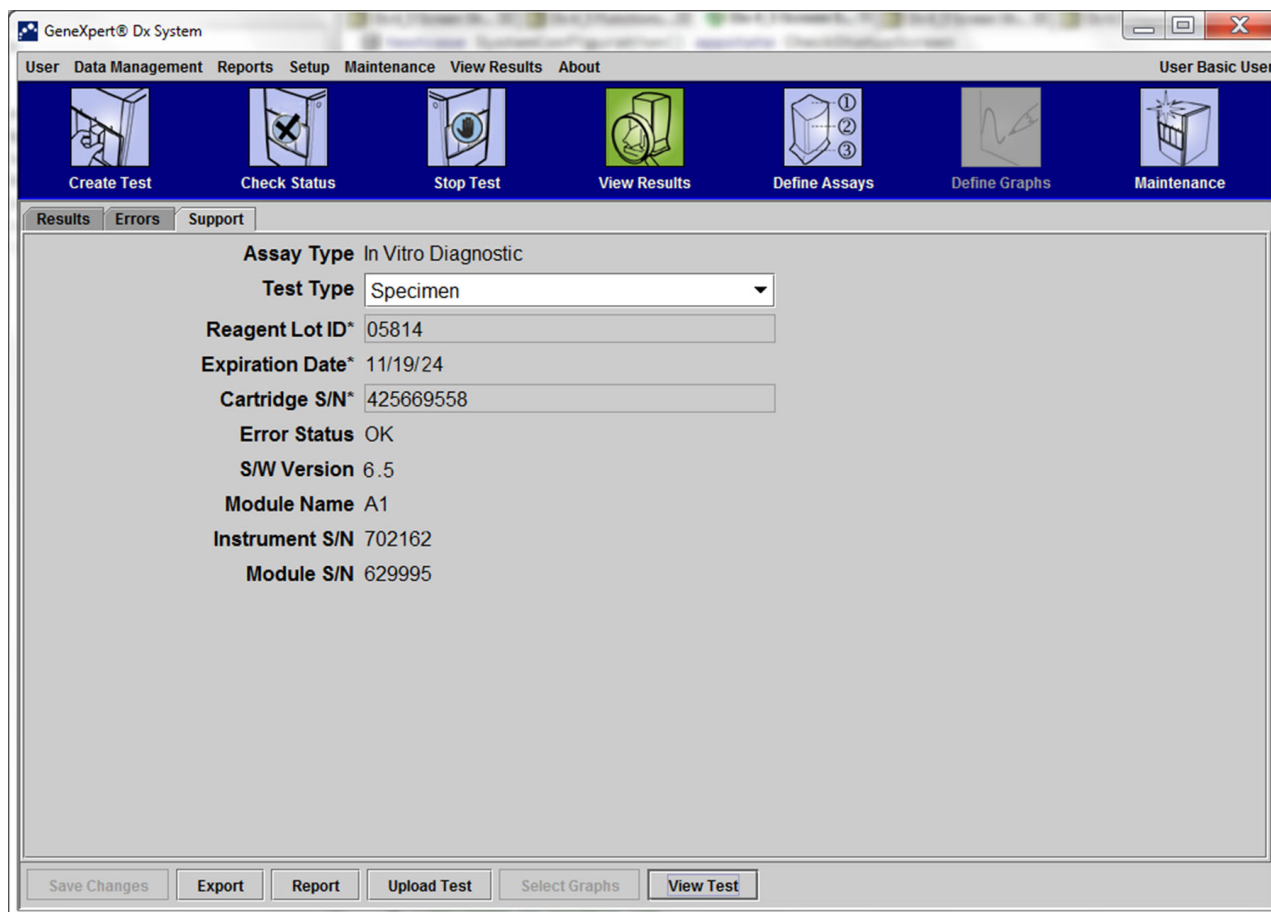 GeneXpert® Dx System
X
User Data Management Reports Setup Maintenance View Results About User Basic User
① ② ③
Create Test Check Status Stop Test View Results Define Assays Define Graphs Maintenance
Results Errors Support
Assay Type In Vitro Diagnostic
Test Type Specimen
Reagent Lot ID* 05814
Expiration Date* 11/19/24
Cartridge S/N* 425669558
Error Status OK
S/W Version 6.5
Module Name A1
Instrument S/N 702162
Module S/N 629995
Save Changes Export Report Upload Test Select Graphs View Test